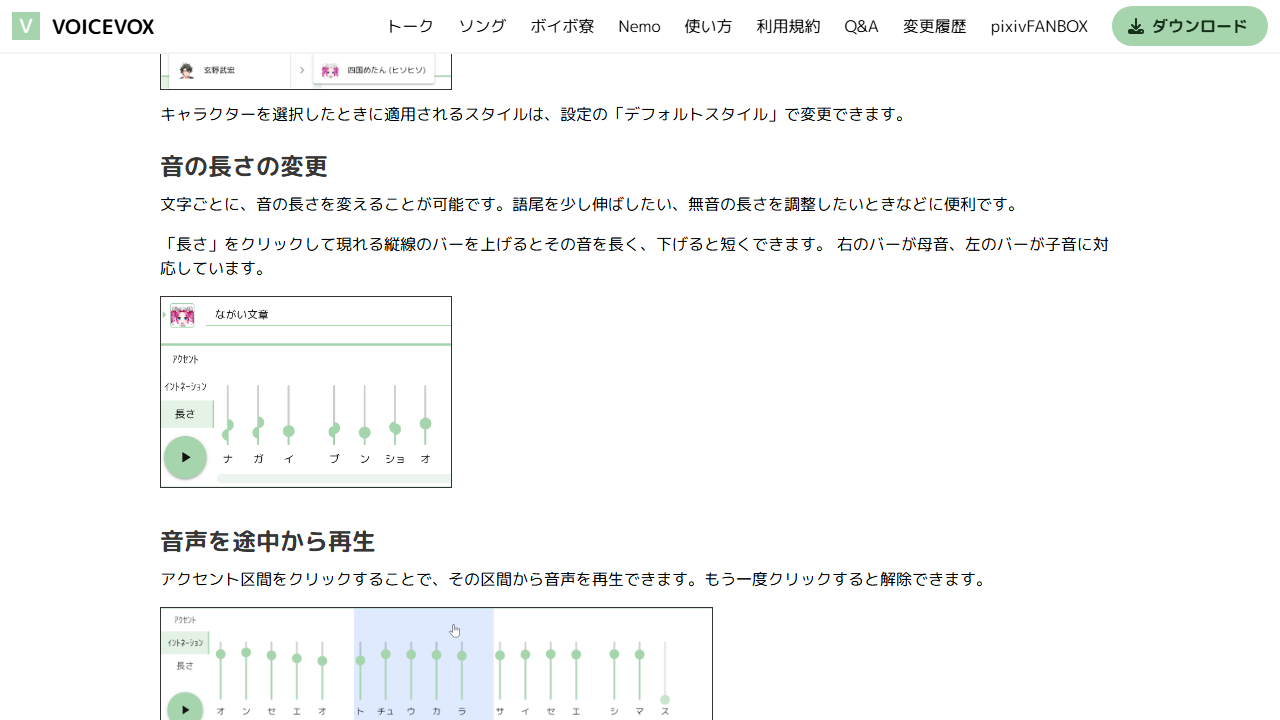 V VOICEVOX トーク ソング ボイボ寮 Nemo 使い方 利用規約 Q&A 変更履歴 pixivFANBOX ダウンロード
玄野武宏 四国めたん (ヒソヒソ)
キャラクターを選択したときに適用されるスタイルは、設定の「デフォルトスタイル」で変更できます。
音の長さの変更
文字ごとに、音の長さを変えることが可能です。語尾を少し伸ばしたい、無音の長さを調整したいときなどに便利です。
「長さ」をクリックして現れる縦線のバーを上げるとその音を長く、下げると短くできます。 右のバーが母音、左のバーが子音に対
応しています。
ながい文章
アクセント
イントネーション
長さ
ナ ガ イ ブ ン ショ オ
音声を途中から再生
アクセント区間をクリックすることで、その区間から音声を再生できます。もう一度クリックすると解除できます。
アクセント
イントネーション
長さ
オ ン セ エ オ ト チュ ウ カ ラ サ イ セ エ シ マ ス